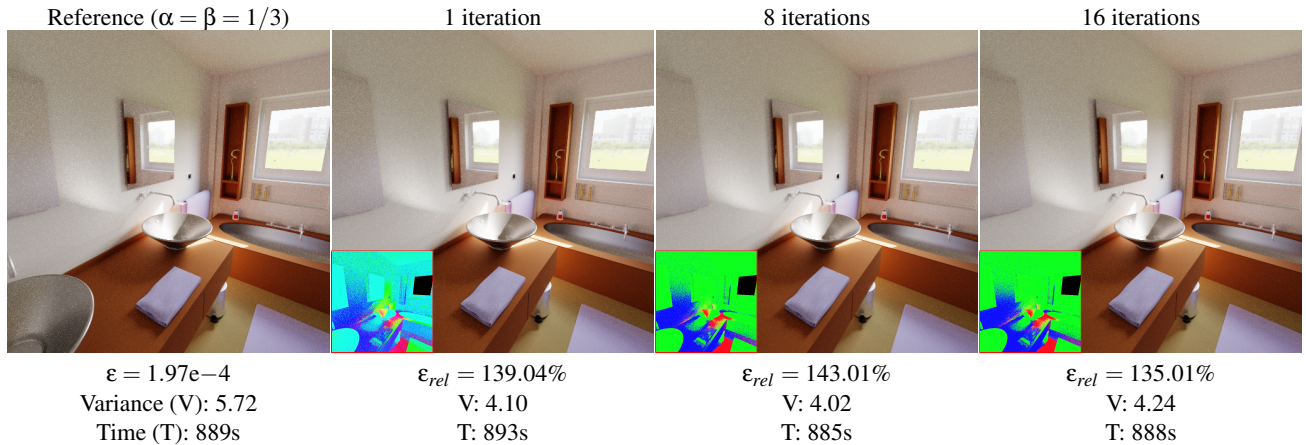 Reference (α = β = 1/3)
1 iteration
8 iterations
16 iterations
ε = 1.97e−4
ε_rel = 139.04%
ε_rel = 143.01%
ε_rel = 135.01%
Variance (V): 5.72
V: 4.10
V: 4.02
V: 4.24
Time (T): 889s
T: 893s
T: 885s
T: 888s